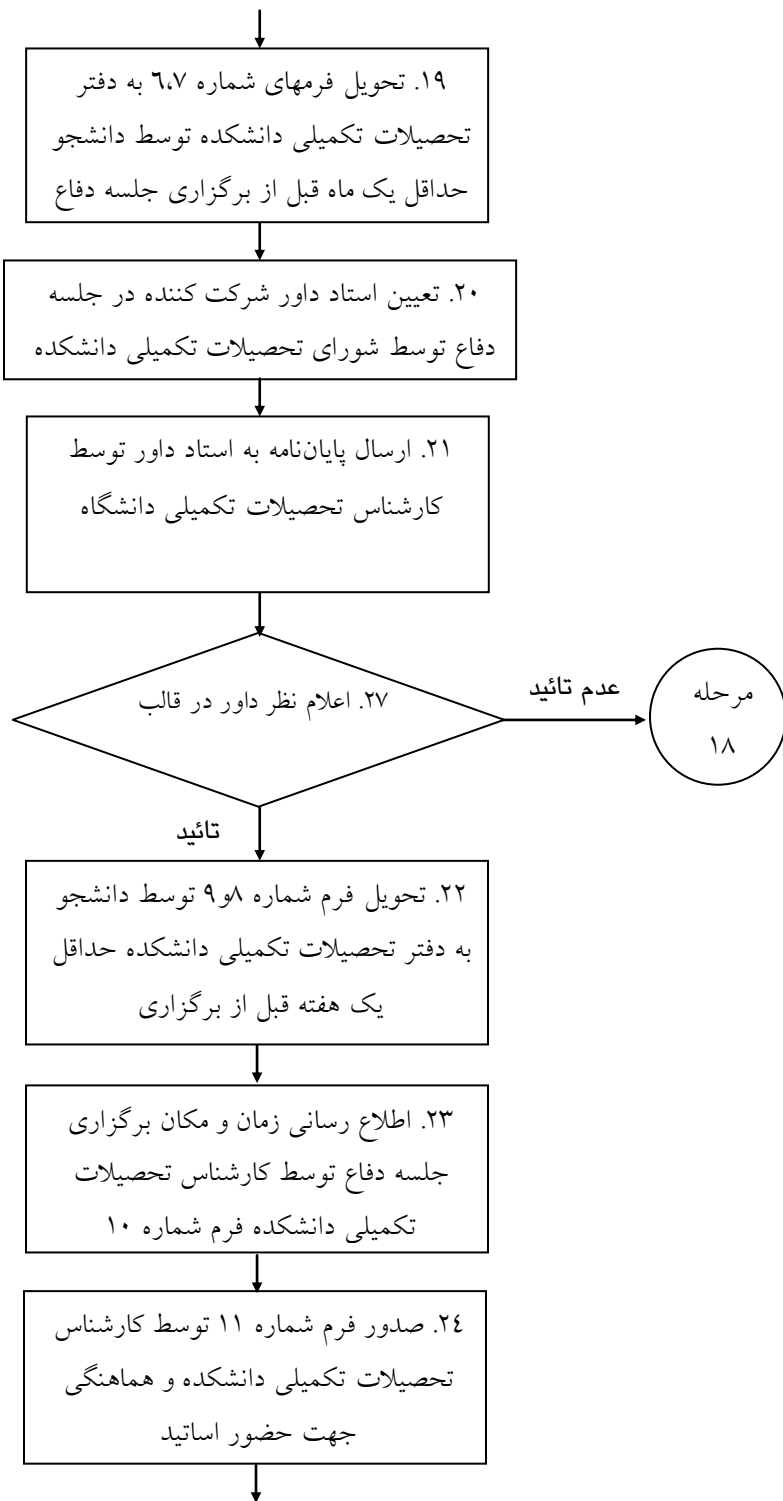 ۱۹. تحویل فرمهای شماره ۶،۷ به دفتر
تحصیلات تکمیلی دانشکده توسط دانشجو
حداقل یک ماه قبل از برگزاری جلسه دفاع
۲۰. تعیین استاد داور شرکت کننده در جلسه
دفاع توسط شورای تحصیلات تکمیلی دانشکده
۲۱. ارسال پایان‌نامه به استاد داور توسط
کارشناس تحصیلات تکمیلی دانشگاه
۲۷. اعلام نظر داور در قالب
عدم تائید
مرحله
۱۸
تائید
۲۲. تحویل فرم شماره ۸و۹ توسط دانشجو
به دفتر تحصیلات تکمیلی دانشکده حداقل
یک هفته قبل از برگزاری
۲۳. اطلاع رسانی زمان و مکان برگزاری
جلسه دفاع توسط کارشناس تحصیلات
تکمیلی دانشکده فرم شماره ۱۰
۲۴. صدور فرم شماره ۱۱ توسط کارشناس
تحصیلات تکمیلی دانشکده و هماهنگی
جهت حضور اساتید